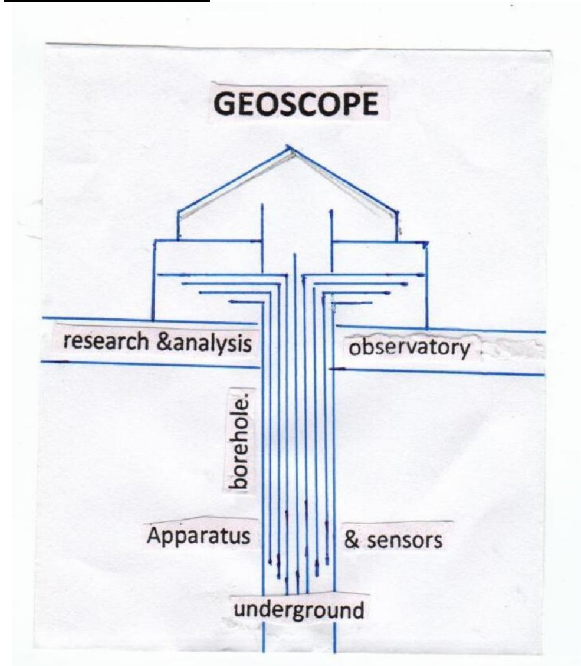 GEOSCOPE
research &analysis
observatory
borehole.
Apparatus
& sensors
underground